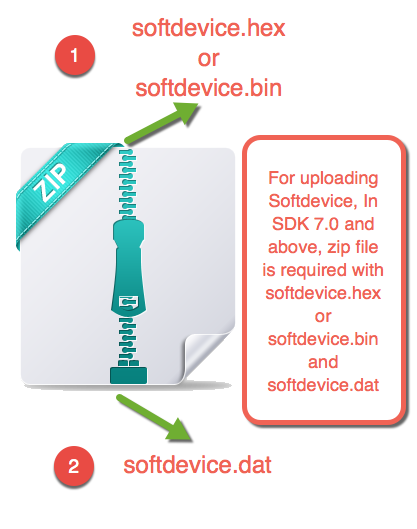 1
softdevice.hex
or
softdevice.bin
ZIP
For uploading
Softdevice, In
SDK 7.0 and
above, zip file
is required with
softdevice.hex
or
softdevice.bin
and
softdevice.dat
2
softdevice.dat